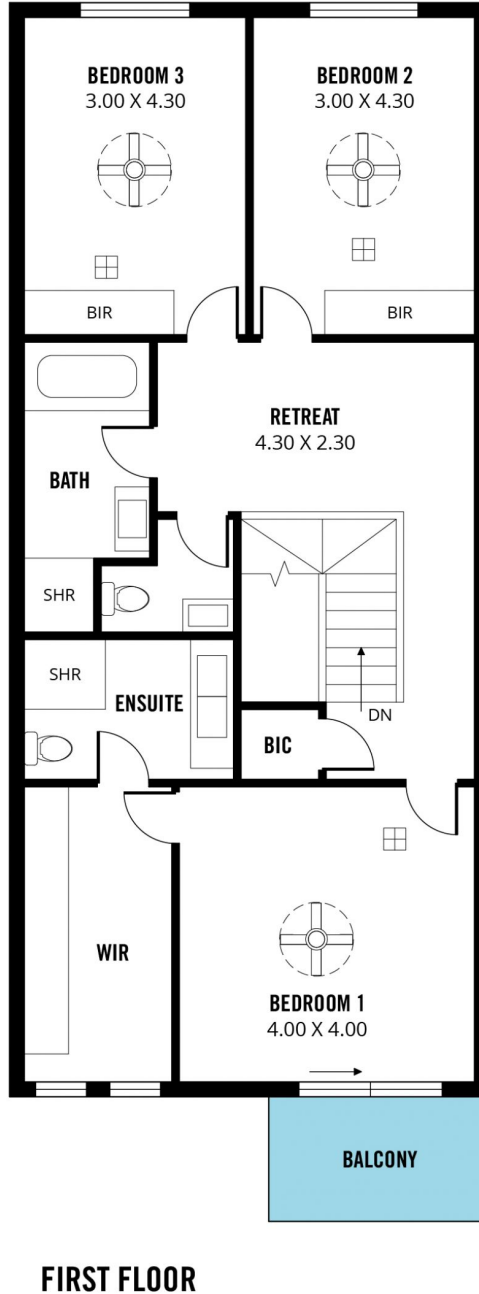 BEDROOM 3
3.00 X 4.30
BEDROOM 2
3.00 X 4.30
BIR
BIR
RETREAT
4.30 X 2.30
BATH
SHR
SHR
ENSUITE
DN
BIC
WIR
BEDROOM 1
4.00 X 4.00
BALCONY
FIRST FLOOR